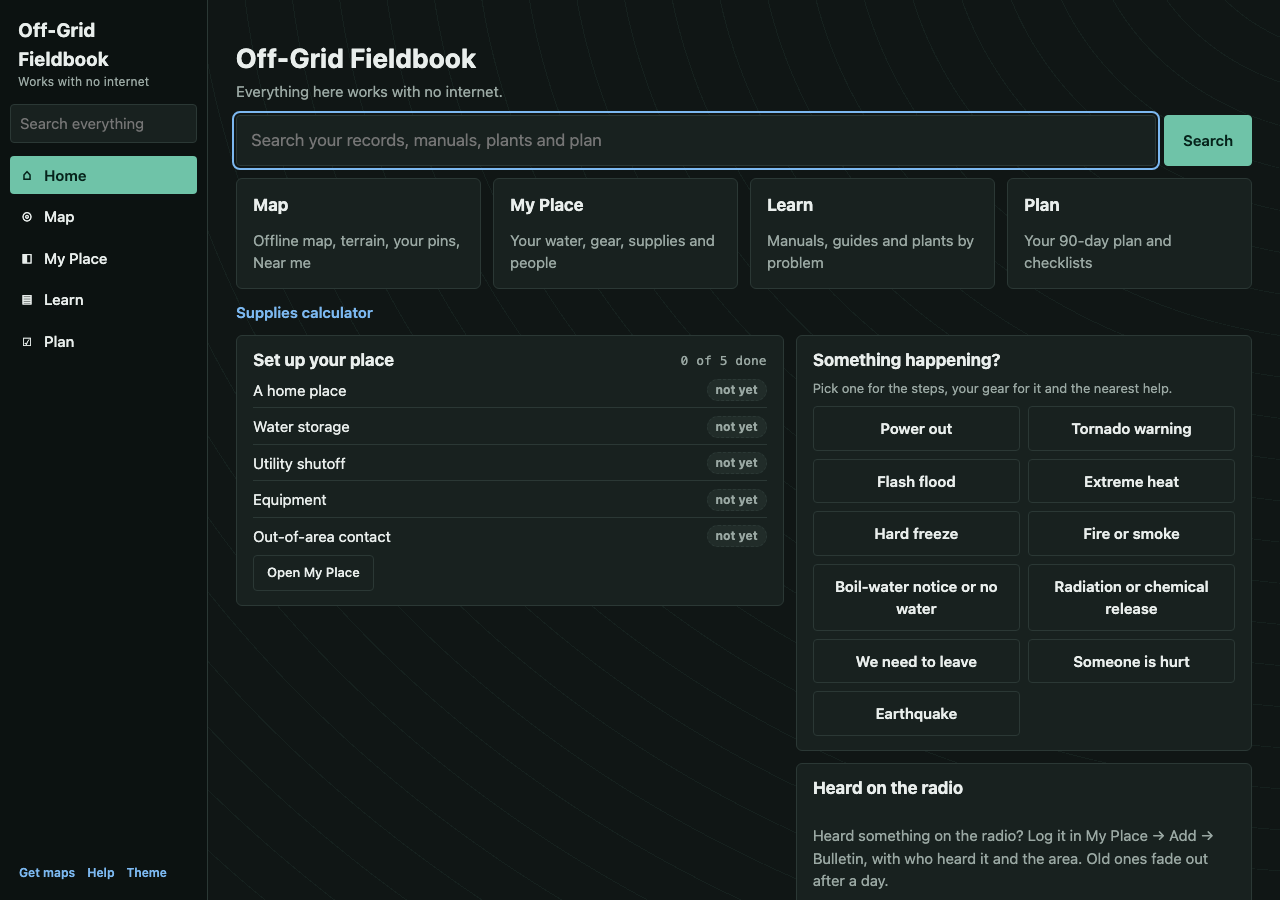 Off-Grid
Fieldbook
Works with no internet
Search everything
Home
Map
My Place
Learn
Plan
Get maps Help Theme
Off-Grid Fieldbook
Everything here works with no internet.
Search your records, manuals, plants and plan
Search
Map
Offline map, terrain, your pins,
Near me
My Place
Your water, gear, supplies and
people
Learn
Manuals, guides and plants by
problem
Plan
Your 90-day plan and
checklists
Supplies calculator
Set up your place 0 of 5 done
A home place not yet
Water storage not yet
Utility shutoff not yet
Equipment not yet
Out-of-area contact not yet
Open My Place
Something happening?
Pick one for the steps, your gear for it and the nearest help.
Power out
Tornado warning
Flash flood
Extreme heat
Hard freeze
Fire or smoke
Boil-water notice or no
water
Radiation or chemical
release
We need to leave
Someone is hurt
Earthquake
Heard on the radio
Heard something on the radio? Log it in My Place → Add →
Bulletin, with who heard it and the area. Old ones fade out
after a day.